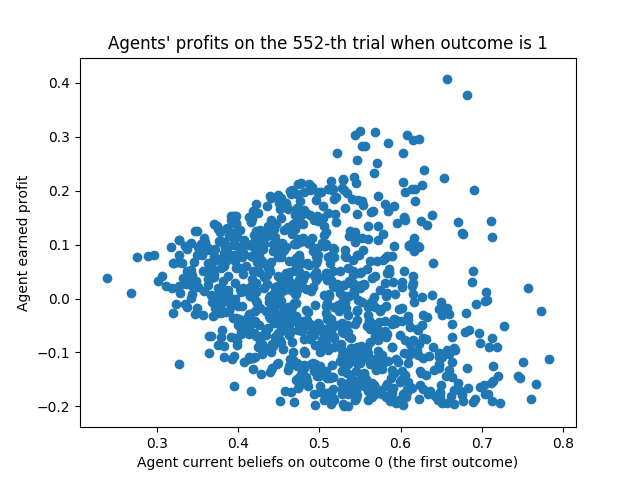 Agents' profits on the 552-th trial when outcome is 1
0.4
0.3
0.2
0.1
0.0
−0.1
−0.2
Agent earned profit
0.3 0.4 0.5 0.6 0.7 0.8
Agent current beliefs on outcome 0 (the first outcome)